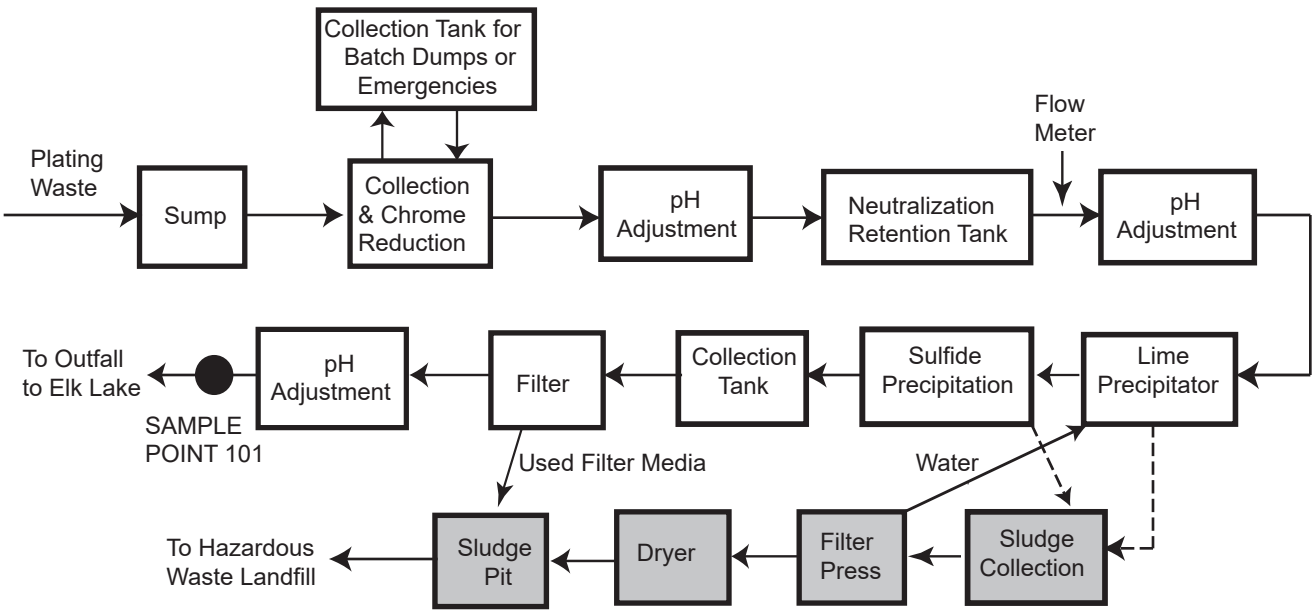 Collection Tank for
Batch Dumps or
Emergencies
Flow
Meter
Plating
Waste
Sump
Collection
& Chrome
Reduction
pH
Adjustment
Neutralization
Retention Tank
pH
Adjustment
To Outfall
to Elk Lake
SAMPLE
POINT 101
pH
Adjustment
Filter
Collection
Tank
Sulfide
Precipitation
Lime
Precipitator
Used Filter Media
Water
To Hazardous
Waste Landfill
Sludge
Pit
Dryer
Filter
Press
Sludge
Collection